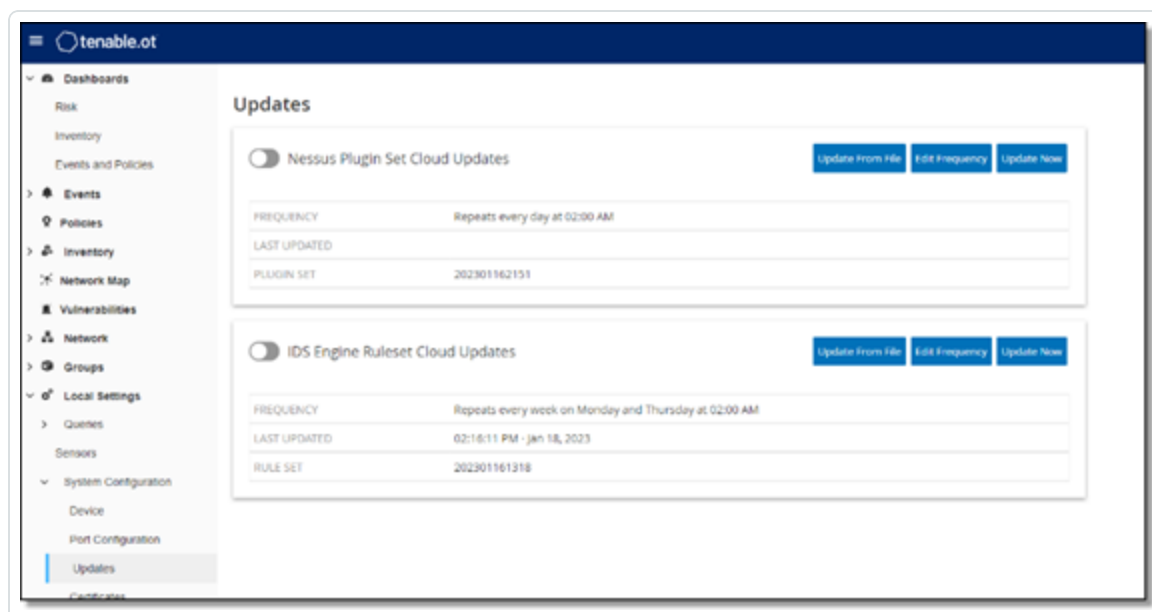 tenable.ot
Dashboards
Risk
Inventory
Events and Policies
Events
Policies
Inventory
Network Map
Vulnerabilities
Network
Groups
Local Settings
Queries
Sensors
System Configuration
Device
Port Configuration
Updates
Certificates
Updates
Nessus Plugin Set Cloud Updates
Update From File Edit Frequency Update Now
FREQUENCY Repeats every day at 02:00 AM
LAST UPDATED
PLUGIN SET 202301162151
IDS Engine Ruleset Cloud Updates
Update From File Edit Frequency Update Now
FREQUENCY Repeats every week on Monday and Thursday at 02:00 AM
LAST UPDATED 02:16:11 PM - Jan 18, 2023
RULE SET 202301161318